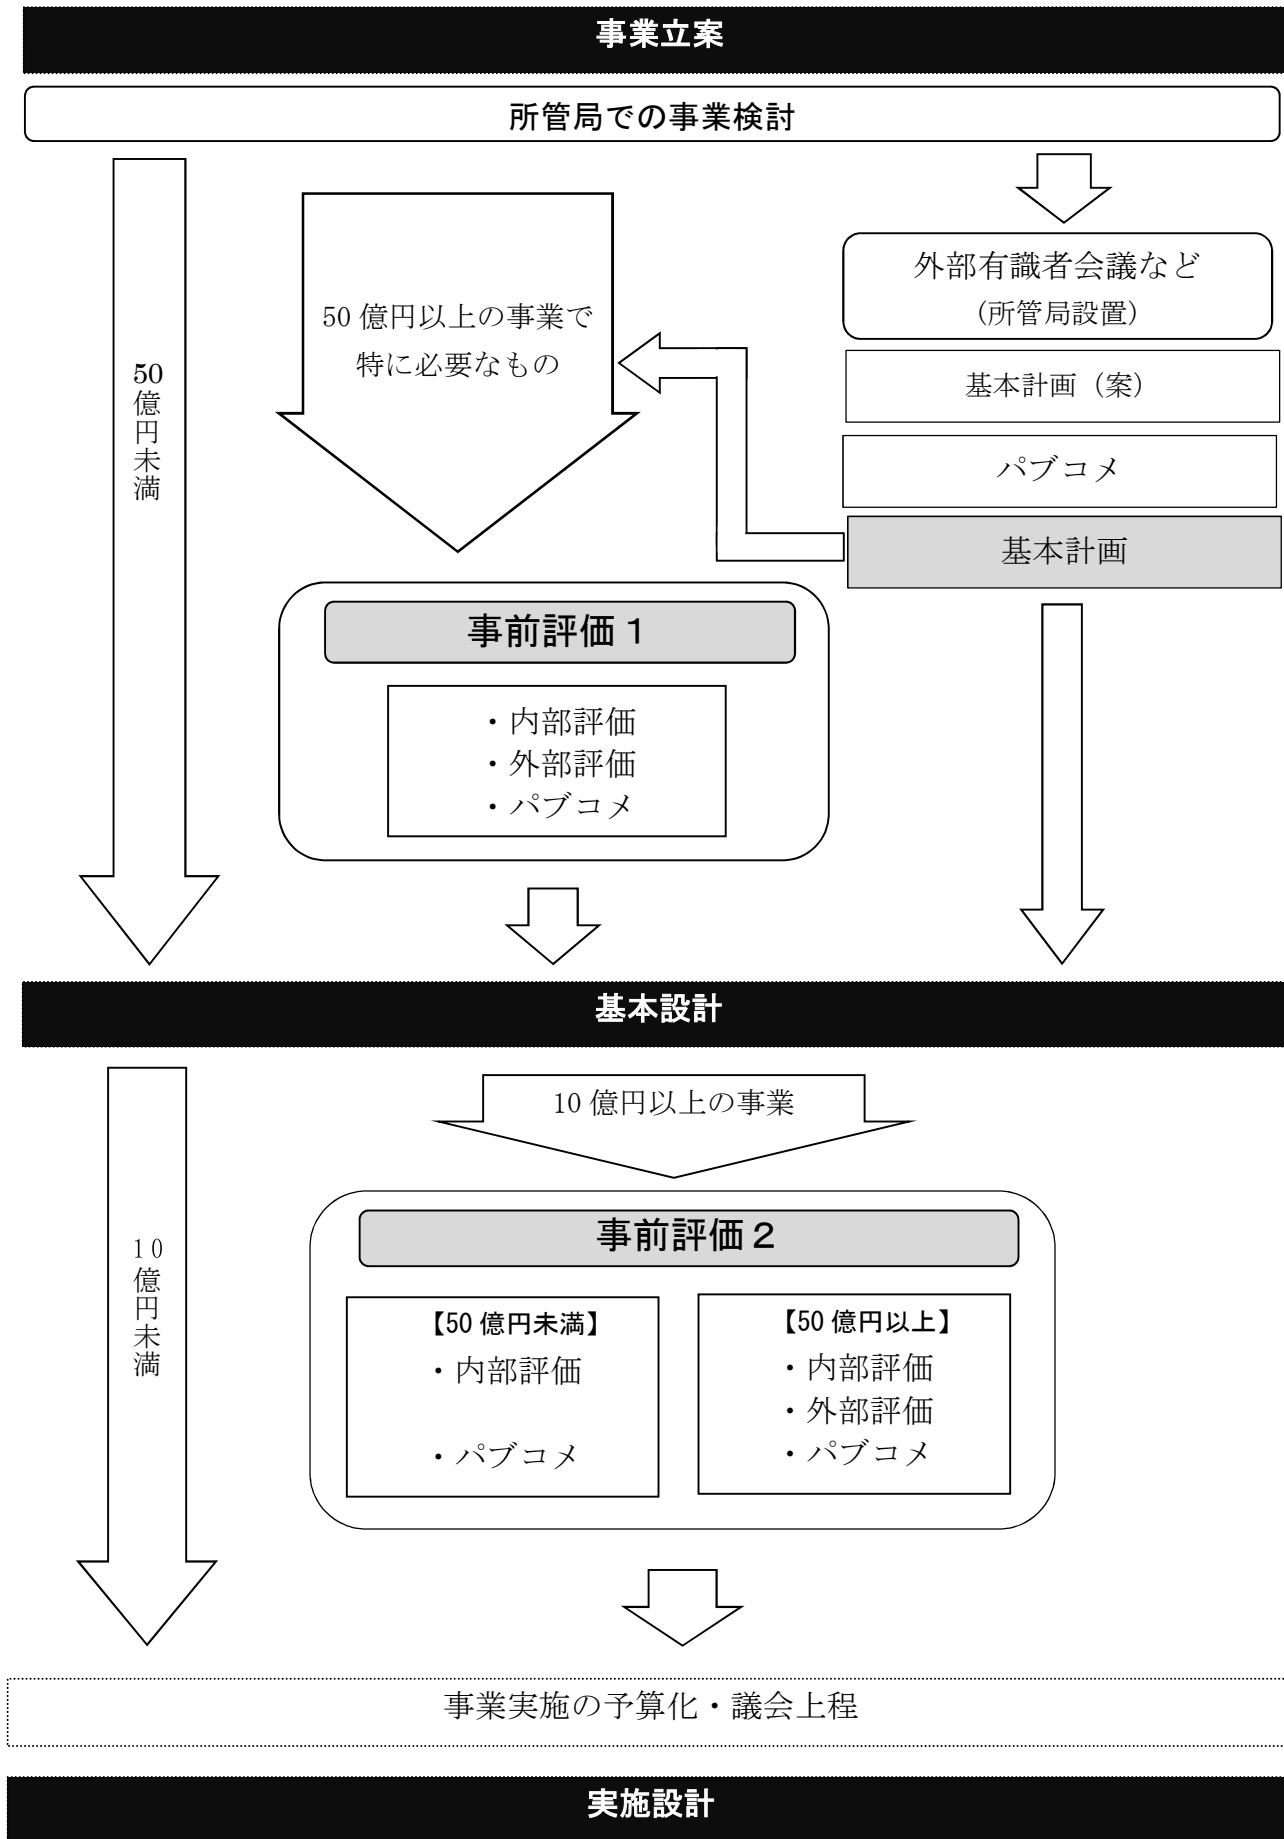 事業立案
所管局での事業検討
50億円未満
50 億円以上の事業で
特に必要なもの
外部有識者会議など
（所管局設置）
基本計画（案）
パブコメ
基本計画
事前評価１
・内部評価
・外部評価
・パブコメ
基本設計
10億円未満
10 億円以上の事業
事前評価２
【50 億円未満】
・内部評価
・パブコメ
【50 億円以上】
・内部評価
・外部評価
・パブコメ
事業実施の予算化・議会上程
実施設計